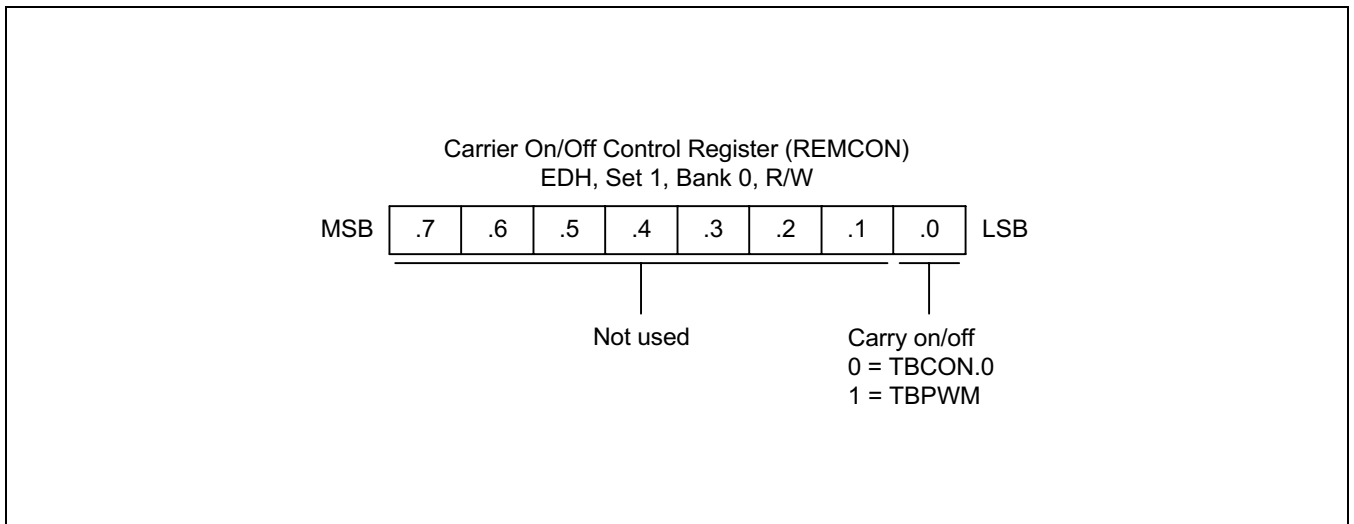 Carrier On/Off Control Register (REMCON)
EDH, Set 1, Bank 0, R/W
MSB .7 .6 .5 .4 .3 .2 .1 .0 LSB
Not used
Carry on/off
0 = TBCON.0
1 = TBPWM